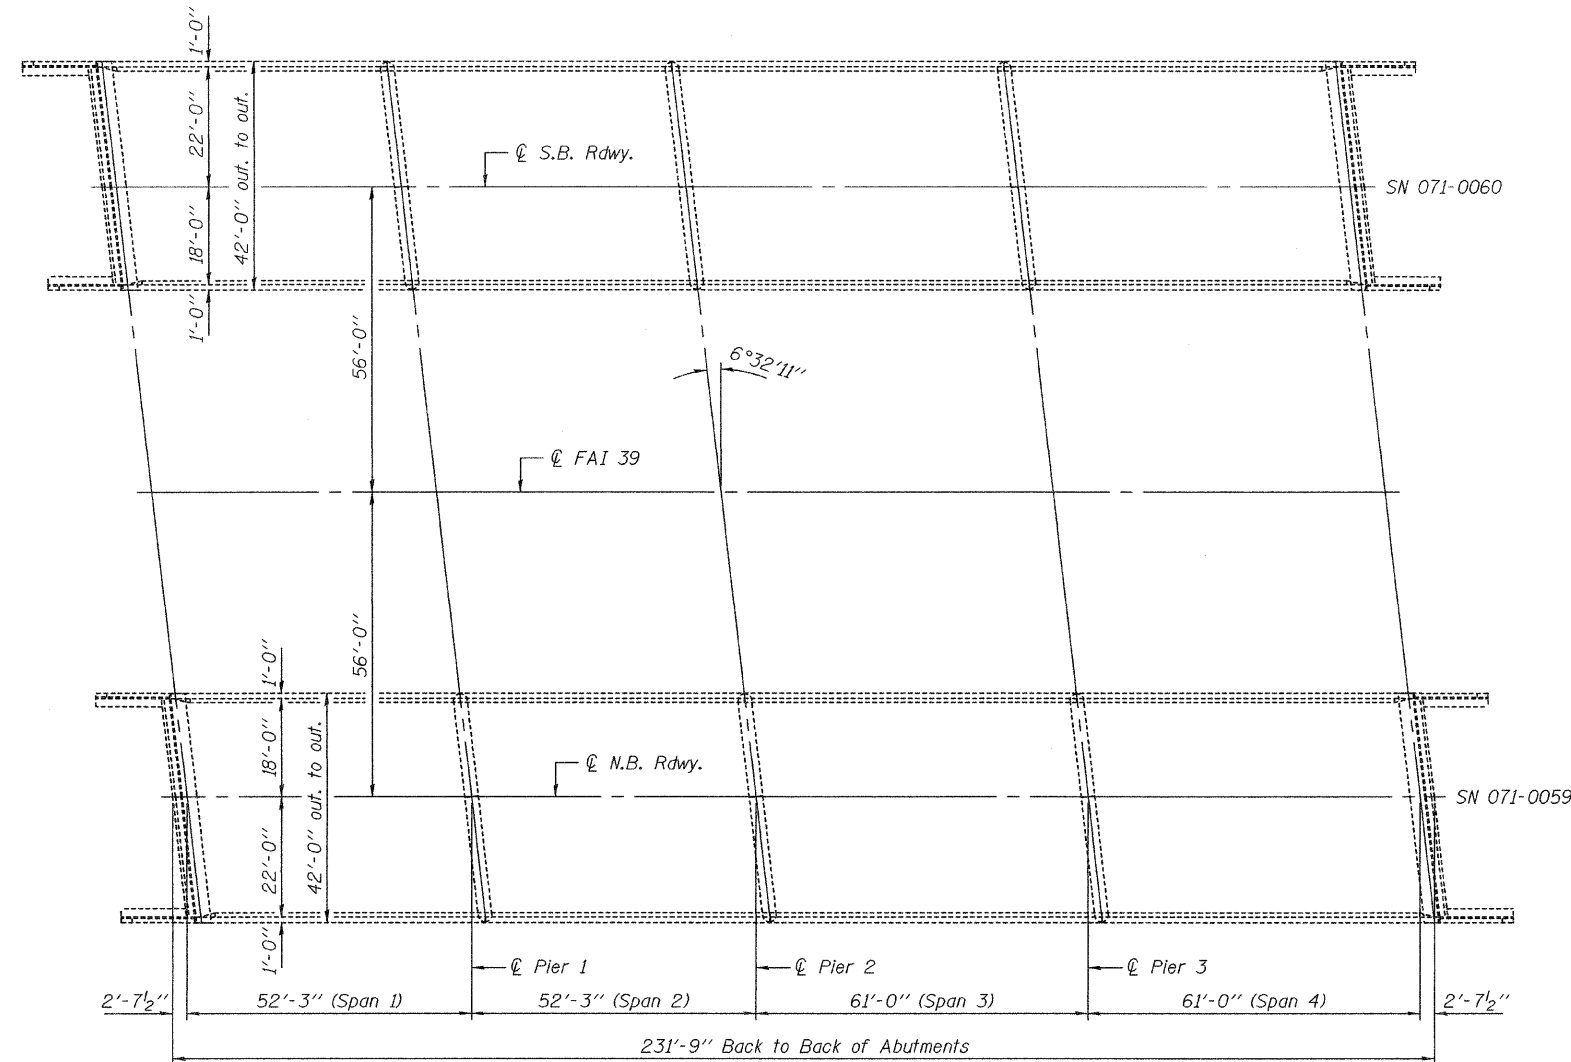 1'-0''
22'-0''
42'-0'' out. to out.
18'-0''
1'-0''
℄ S.B. Rdwy.
SN 071-0060
56'-0''
6°32'11''
℄ FAI 39
56'-0''
1'-0''
18'-0''
42'-0'' out. to out.
22'-0''
1'-0''
℄ N.B. Rdwy.
SN 071-0059
℄ Pier 1
℄ Pier 2
℄ Pier 3
2'-7½''
52'-3'' (Span 1)
52'-3'' (Span 2)
61'-0'' (Span 3)
61'-0'' (Span 4)
2'-7½''
231'-9'' Back to Back of Abutments